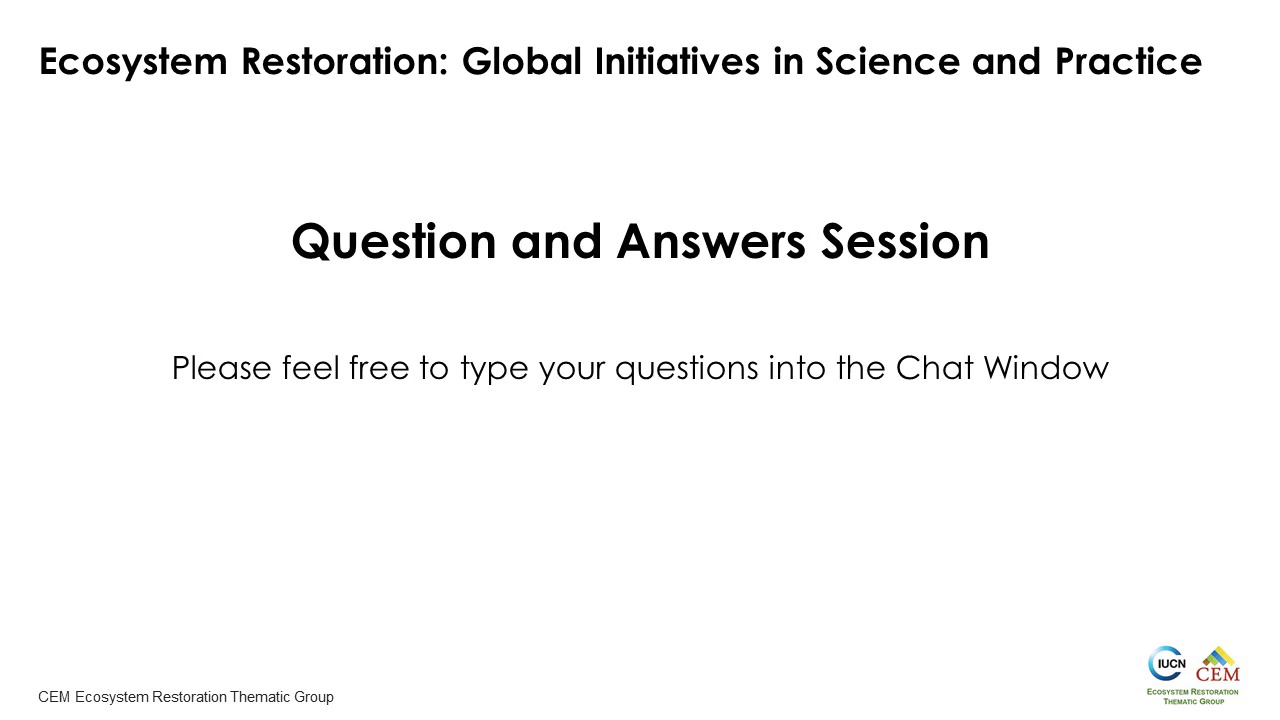 Ecosystem Restoration: Global Initiatives in Science and Practice
Question and Answers Session
Please feel free to type your questions into the Chat Window
IUCN
CEM
Ecosystem Restoration
Thematic Group
CEM Ecosystem Restoration Thematic Group